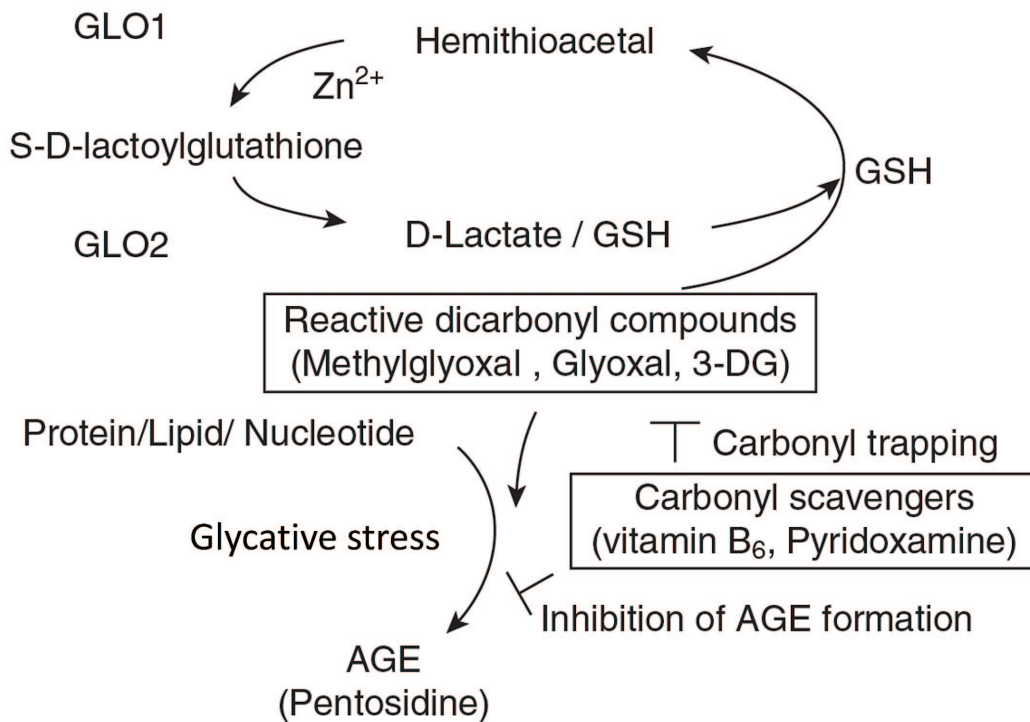 GLO1
Hemithioacetal
Zn²⁺
S-D-lactoylglutathione
GSH
D-Lactate / GSH
GLO2
Reactive dicarbonyl compounds
(Methylglyoxal , Glyoxal, 3-DG)
Protein/Lipid/ Nucleotide
Carbonyl trapping
Carbonyl scavengers
(vitamin B₆, Pyridoxamine)
Glycative stress
Inhibition of AGE formation
AGE
(Pentosidine)